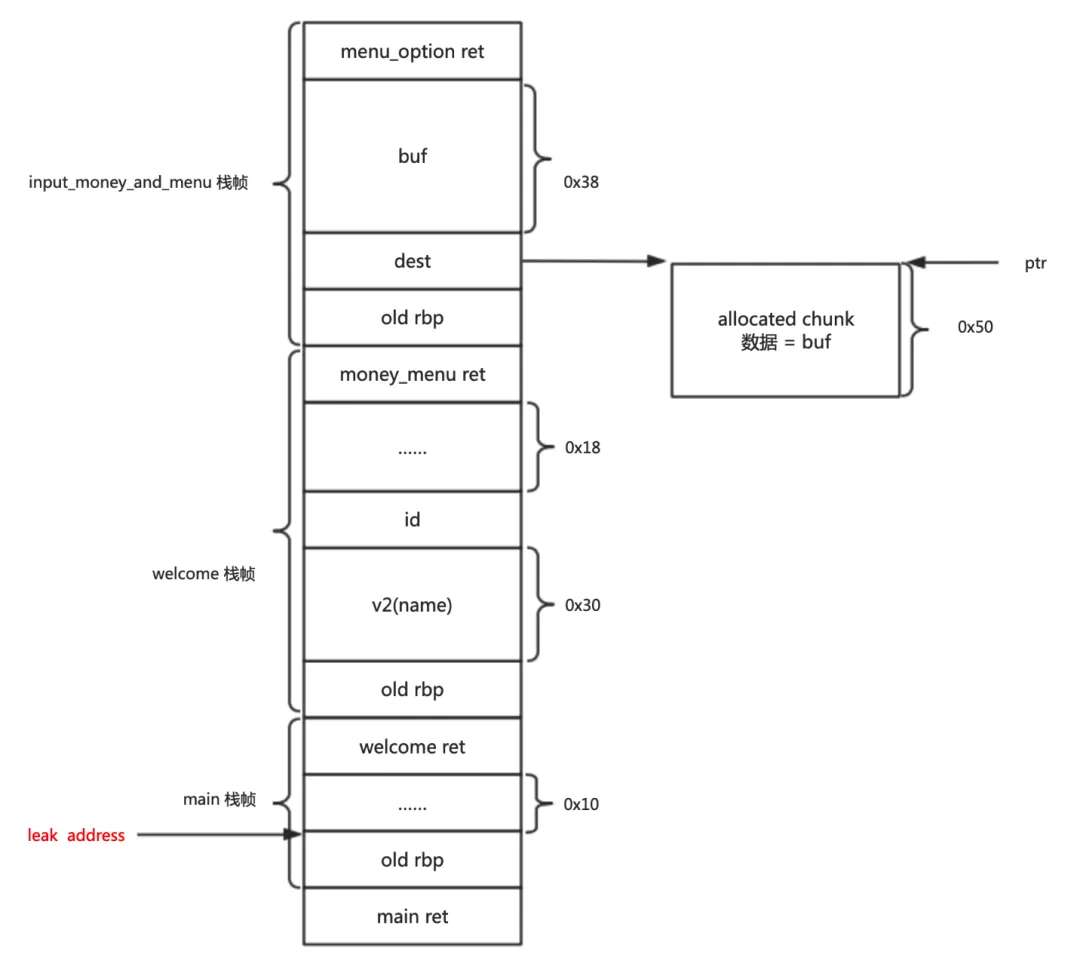 menu_option ret
buf
0x38
input_money_and_menu 栈帧
dest
ptr
old rbp
allocated chunk
数据 = buf
0x50
money_menu ret
......
0x18
id
welcome 栈帧
v2(name)
0x30
old rbp
welcome ret
main 栈帧
......
0x10
leak address
old rbp
main ret